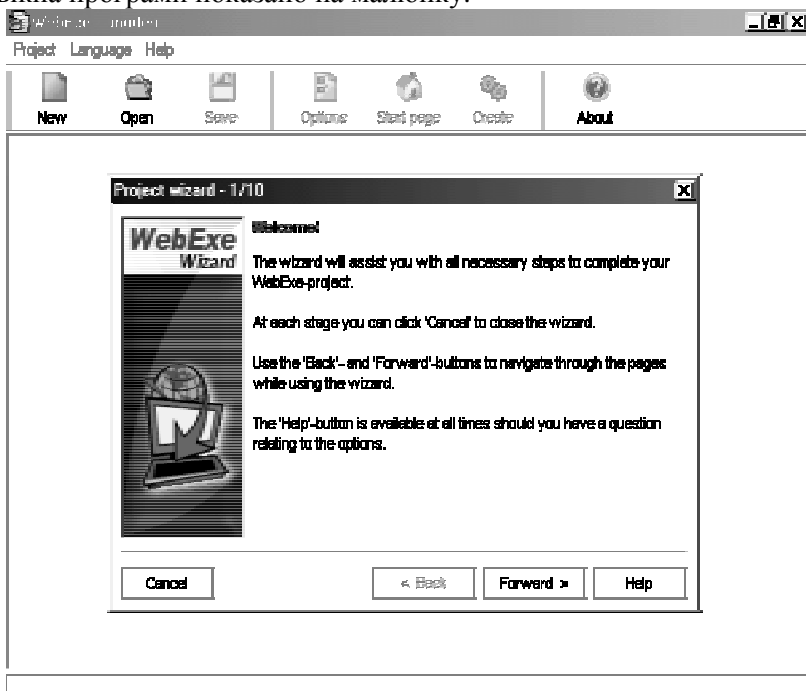 вікна програми показано на малюнку.
Project Language Help
New Open Save Options Start page Create About
Project wizard - 1/10
WebExe
Wizard
Welcome!
The wizard will assist you with all necessary steps to complete your
WebExe-project.
At each stage you can click 'Cancel' to close the wizard.
Use the 'Back'- and 'Forward'-buttons to navigate through the pages
while using the wizard.
The 'Help'-button is available at all times should you have a question
relating to the options.
Cancel < Back Forward > Help